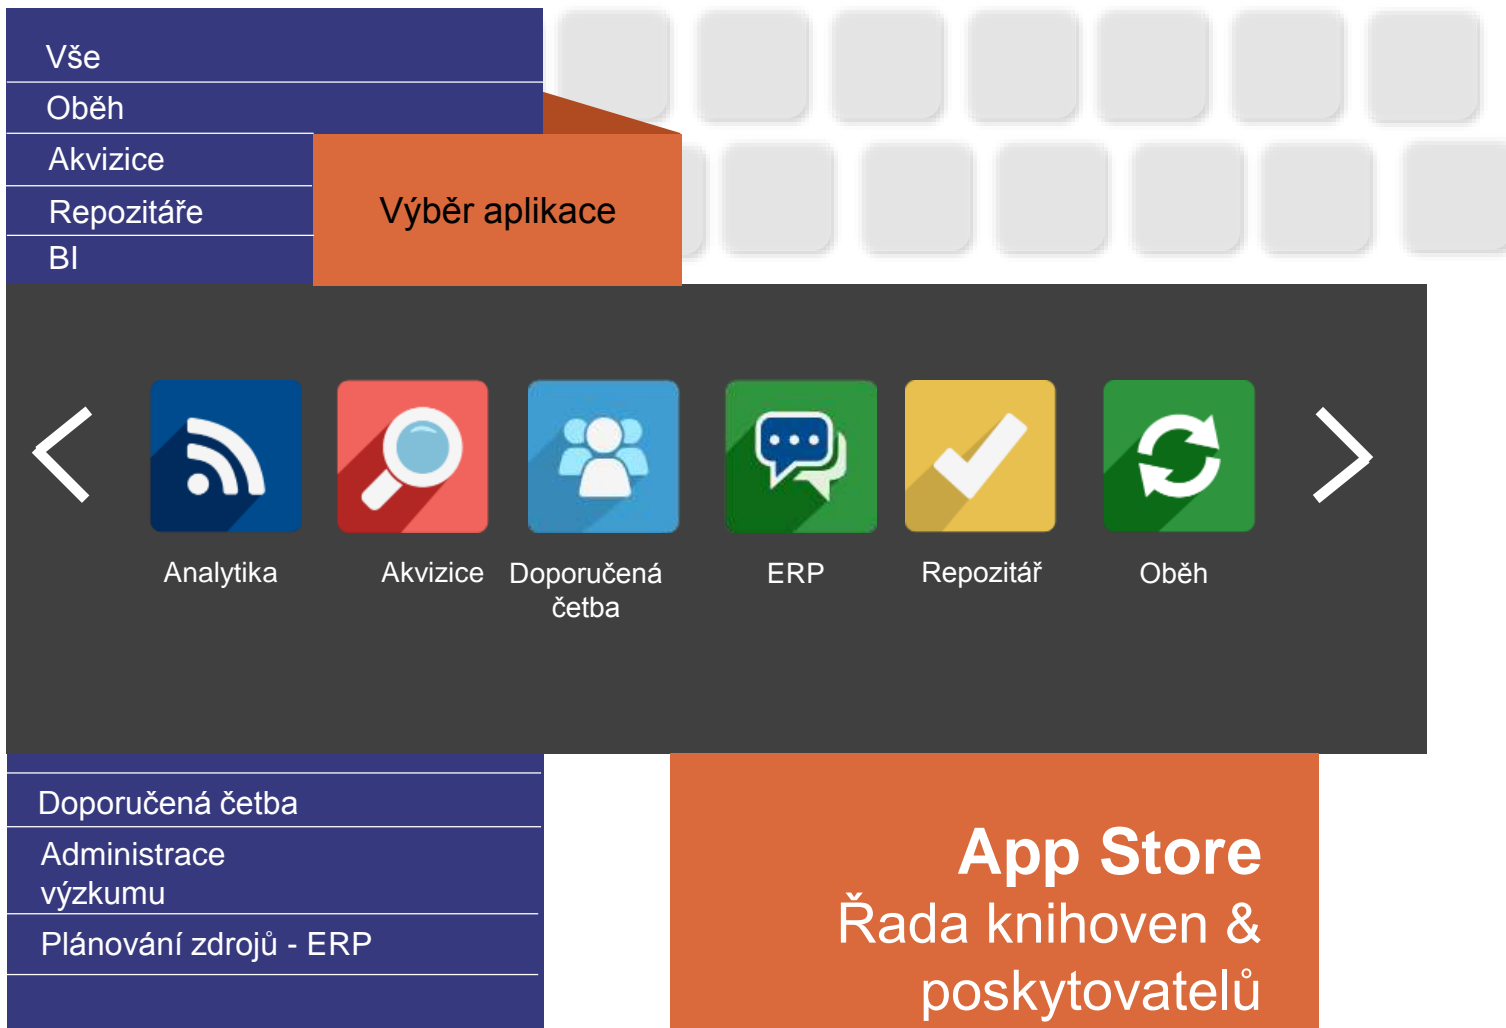 Vše
Oběh
Akvizice
Repozitáře
BI
Výběr aplikace
Analytika
Akvizice
Doporučená
četba
ERP
Repozitář
Oběh
Doporučená četba
Administrace
výzkumu
Plánování zdrojů - ERP
App Store
Řada knihoven &
poskytovatelů